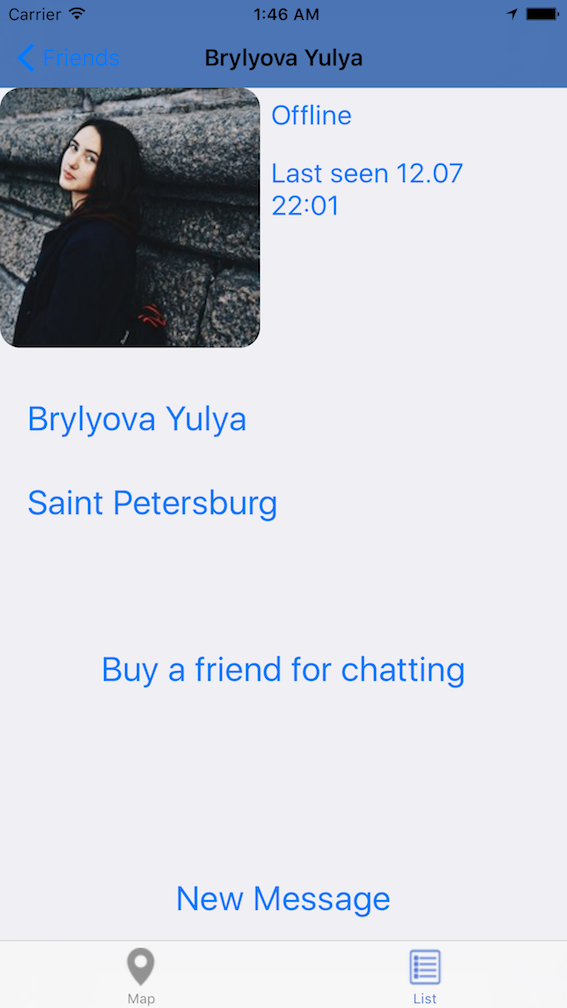 Carrier 1:46 AM
Friends Brylyova Yulya
Offline
Last seen 12.07
22:01
Brylyova Yulya
Saint Petersburg
Buy a friend for chatting
New Message
Map List